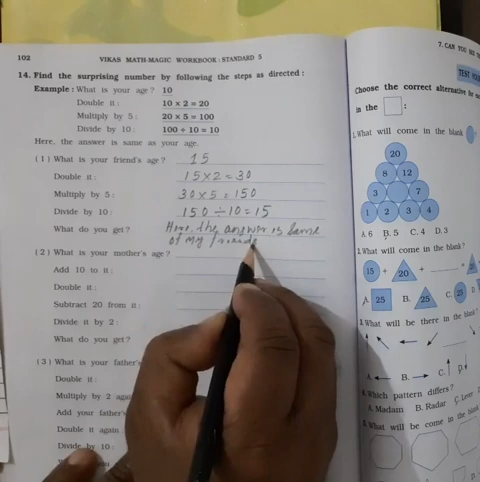 102 VIKAS MATH-MAGIC WORKBOOK : STANDARD 5
14. Find the surprising number by following the steps as directed :
Example : What is your age? 10
Double it : 10 × 2 = 20
Multiply by 5 : 20 × 5 = 100
Divide by 10 : 100 ÷ 10 = 10
Here, the answer is same as your age.
(1) What is your friend's age? 15
Double it : 15 × 2 = 30
Multiply by 5 : 30 × 5 = 150
Divide by 10 : 150 ÷ 10 = 15
What do you get? Here, the answer is same
of my friends
(2) What is your mother's age?
Add 10 to it :
Double it :
Subtract 20 from it :
Divide it by 2 :
What do you get?
(3) What is your father's
Double it :
Multiply by 2
Add your father's
Double it again
Divide by 10 :
7. CAN YOU
TEST
Choose the correct alternative for
in the :
1. What will come in the blank
20
8 12
3 7
1 2 3 4
A. 6 B. 5 C. 4 D. 3
2. What will come in the blank?
15 + 20 + =
A. 25 B. 25 C. 25 D.
3. What will be there in the
A. B. C. D.
4. Which pattern differs?
A. Madam B. Radar C. Lever D.
5. What will be come in the